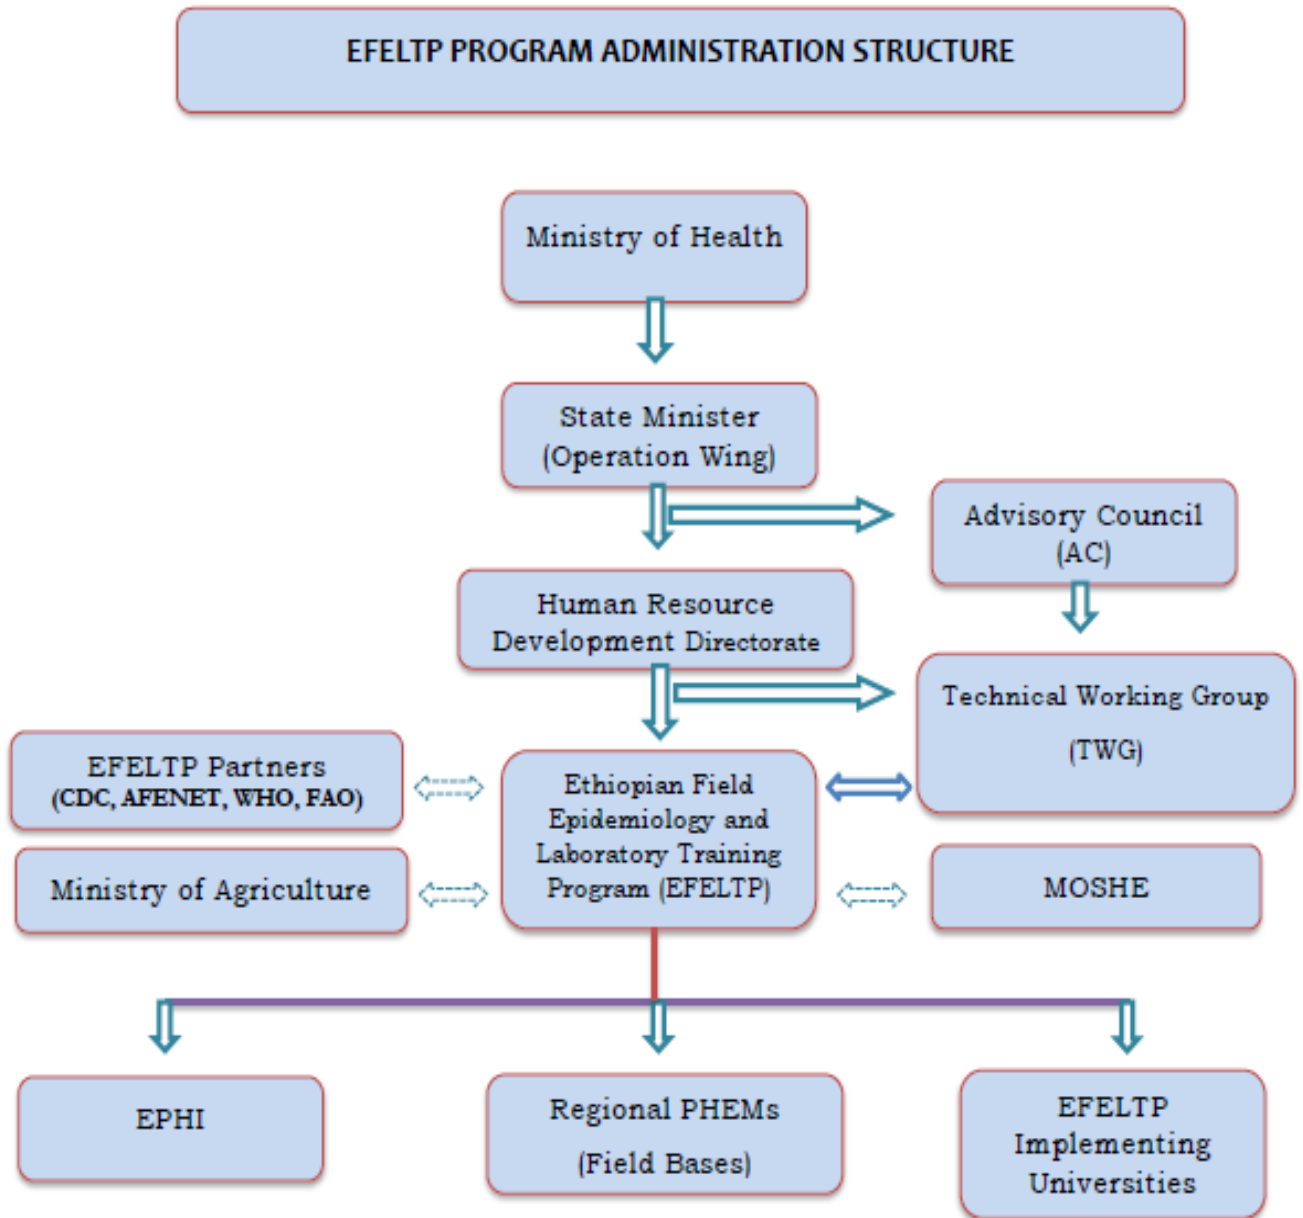 EFELTP PROGRAM ADMINISTRATION STRUCTURE
Ministry of Health
State Minister
(Operation Wing)
Advisory Council
(AC)
Human Resource
Development Directorate
Technical Working Group
(TWG)
EFELTP Partners
(CDC, AFENET, WHO, FAO)
Ethiopian Field
Epidemiology and
Laboratory Training
Program (EFELTP)
Ministry of Agriculture
MOSHE
EPHI
Regional PHEMs
(Field Bases)
EFELTP
Implementing
Universities